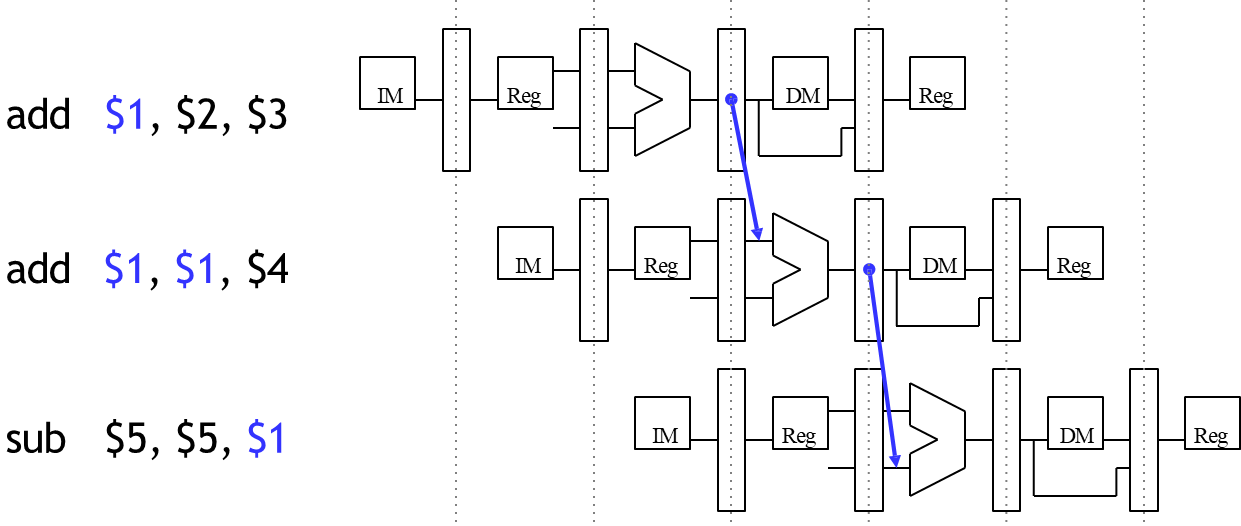 add $1, $2, $3 IM Reg DM Reg
add $1, $1, $4 IM Reg DM Reg
sub $5, $5, $1 IM Reg DM Reg